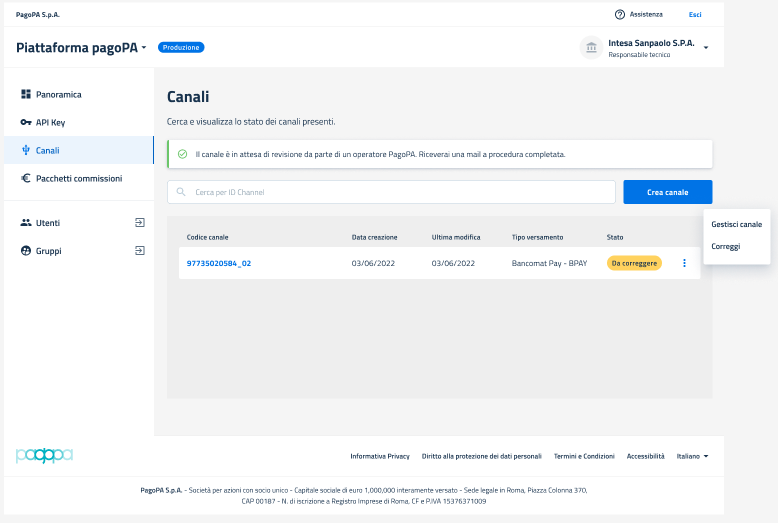 PagoPA S.p.A.
Assistenza
Esci
Piattaforma pagoPA
Produzione
Intesa Sanpaolo S.P.A.
Responsabile tecnico
Panoramica
API Key
Canali
Pacchetti commissioni
Utenti
Gruppi
Canali
Cerca e visualizza lo stato dei canali presenti.
Il canale è in attesa di revisione da parte di un operatore PagoPA. Riceverai una mail a procedura completata.
Cerca per ID Channel
Crea canale
Gestisci canale
Correggi
Codice canale
Data creazione
Ultima modifica
Tipo versamento
Stato
97735020584_02
03/06/2022
03/06/2022
Bancomat Pay - BPAY
Da correggere
pagopa
Informativa Privacy
Diritto alla protezione dei dati personali
Termini e Condizioni
Accessibilità
Italiano
PagoPA S.p.A. - Società per azioni con socio unico - Capitale sociale di euro 1,000,000 interamente versato - Sede legale in Roma, Piazza Colonna 370,
CAP 00187 - N. di iscrizione a Registro Imprese di Roma, CF e P.IVA 15376371009